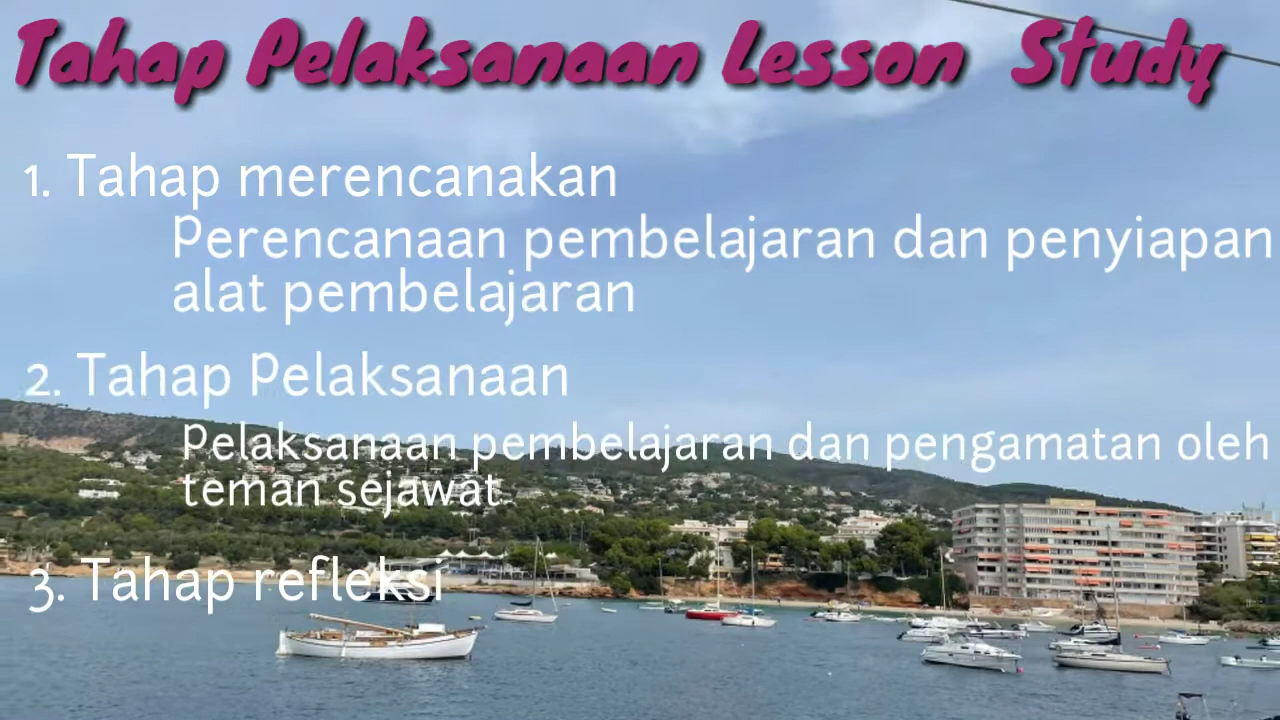 Tahap Pelaksanaan Lesson Study
1. Tahap merencanakan
Perencanaan pembelajaran dan penyiapan
alat pembelajaran
2. Tahap Pelaksanaan
Pelaksanaan pembelajaran dan pengamatan oleh
teman sejawat
3. Tahap refleksi